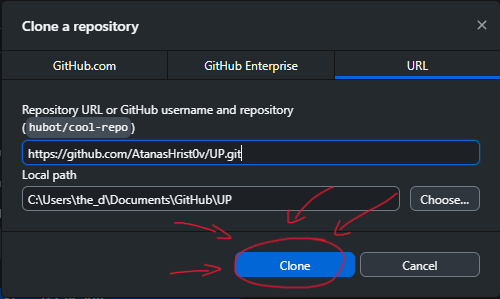 Clone a repository
GitHub.com
GitHub Enterprise
URL
Repository URL or GitHub username and repository
(hubot/cool-repo)
https://github.com/AtanasHrist0v/UP.git
Local path
C:\Users\the_d\Documents\GitHub\UP
Choose...
Clone
Cancel